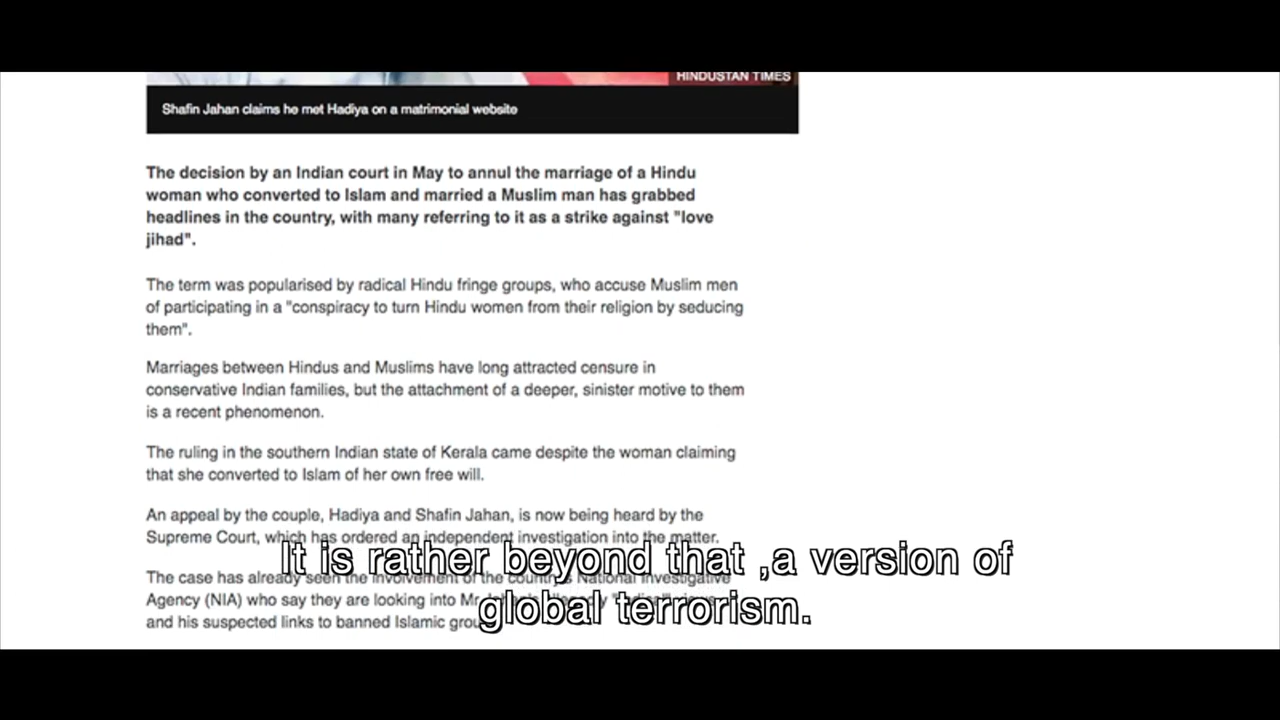 HINDUSTAN TIMES
Shafin Jahan claims he met Hadiya on a matrimonial website
The decision by an Indian court in May to annul the marriage of a Hindu
woman who converted to Islam and married a Muslim man has grabbed
headlines in the country, with many referring to it as a strike against "love
jihad".
The term was popularised by radical Hindu fringe groups, who accuse Muslim men
of participating in a "conspiracy to turn Hindu women from their religion by seducing
them".
Marriages between Hindus and Muslims have long attracted censure in
conservative Indian families, but the attachment of a deeper, sinister motive to them
is a recent phenomenon.
The ruling in the southern Indian state of Kerala came despite the woman claiming
that she converted to Islam of her own free will.
An appeal by the couple, Hadiya and Shafin Jahan, is now being heard by the
Supreme Court, which has ordered an independent investigation into the matter.
The case has already seen the involvement of the country's National Investigative
Agency (NIA) who say they are looking into
and his suspected links to banned Islamic
It is rather beyond that ,a version of
global terrorism.